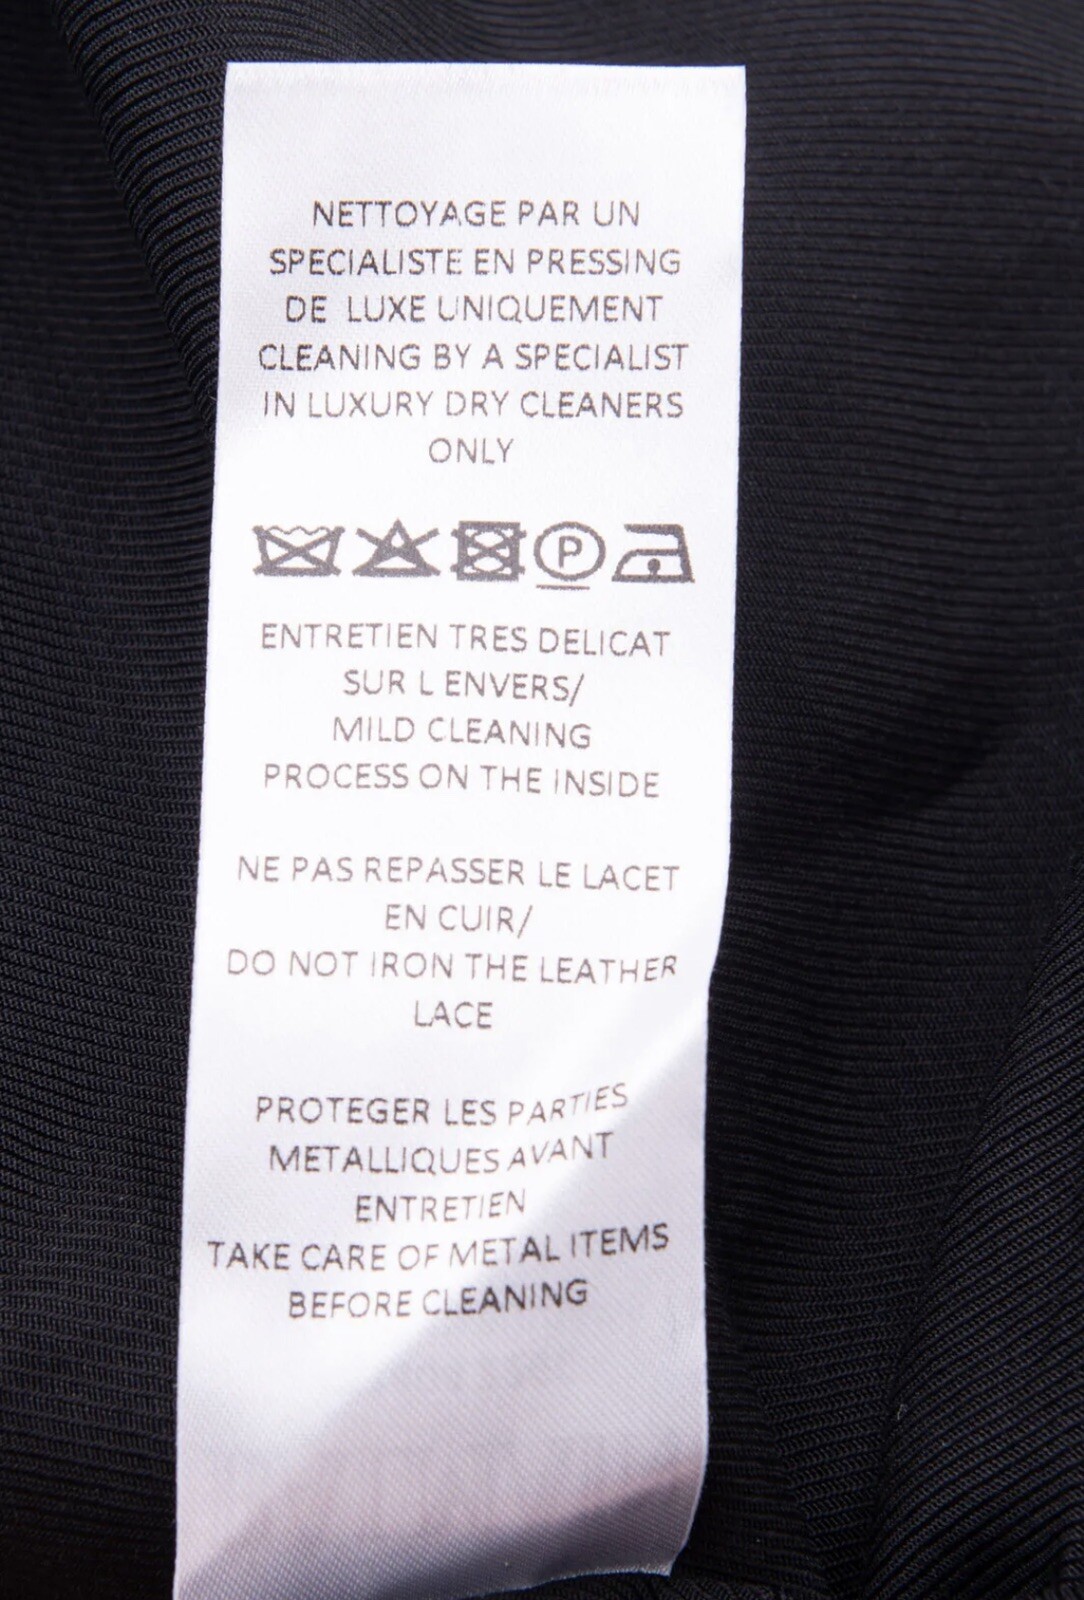 NETTOYAGE PAR UN
SPECIALISTE EN PRESSING
DE LUXE UNIQUEMENT
CLEANING BY A SPECIALIST
IN LUXURY DRY CLEANERS
ONLY
P
ENTRETIEN TRES DELICAT
SUR L ENVERS/
MILD CLEANING
PROCESS ON THE INSIDE
NE PAS REPASSER LE LACET
EN CUIR/
DO NOT IRON THE LEATHER
LACE
PROTEGER LES PARTIES
METALLIQUES AVANT
ENTRETIEN
TAKE CARE OF METAL ITEMS
BEFORE CLEANING